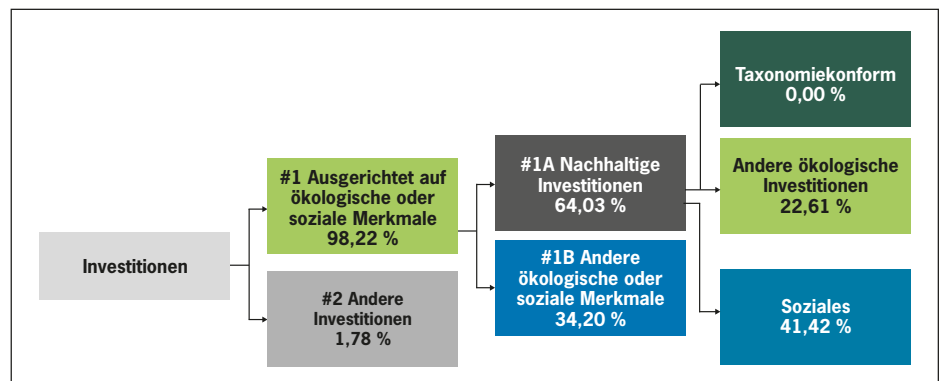 Investitionen
#1 Ausgerichtet auf
ökologische oder
soziale Merkmale
98,22 %
#2 Andere
Investitionen
1,78 %
#1A Nachhaltige
Investitionen
64,03 %
#1B Andere
ökologische oder
soziale Merkmale
34,20 %
Taxonomiekonform
0,00 %
Andere ökologische
Investitionen
22,61 %
Soziales
41,42 %